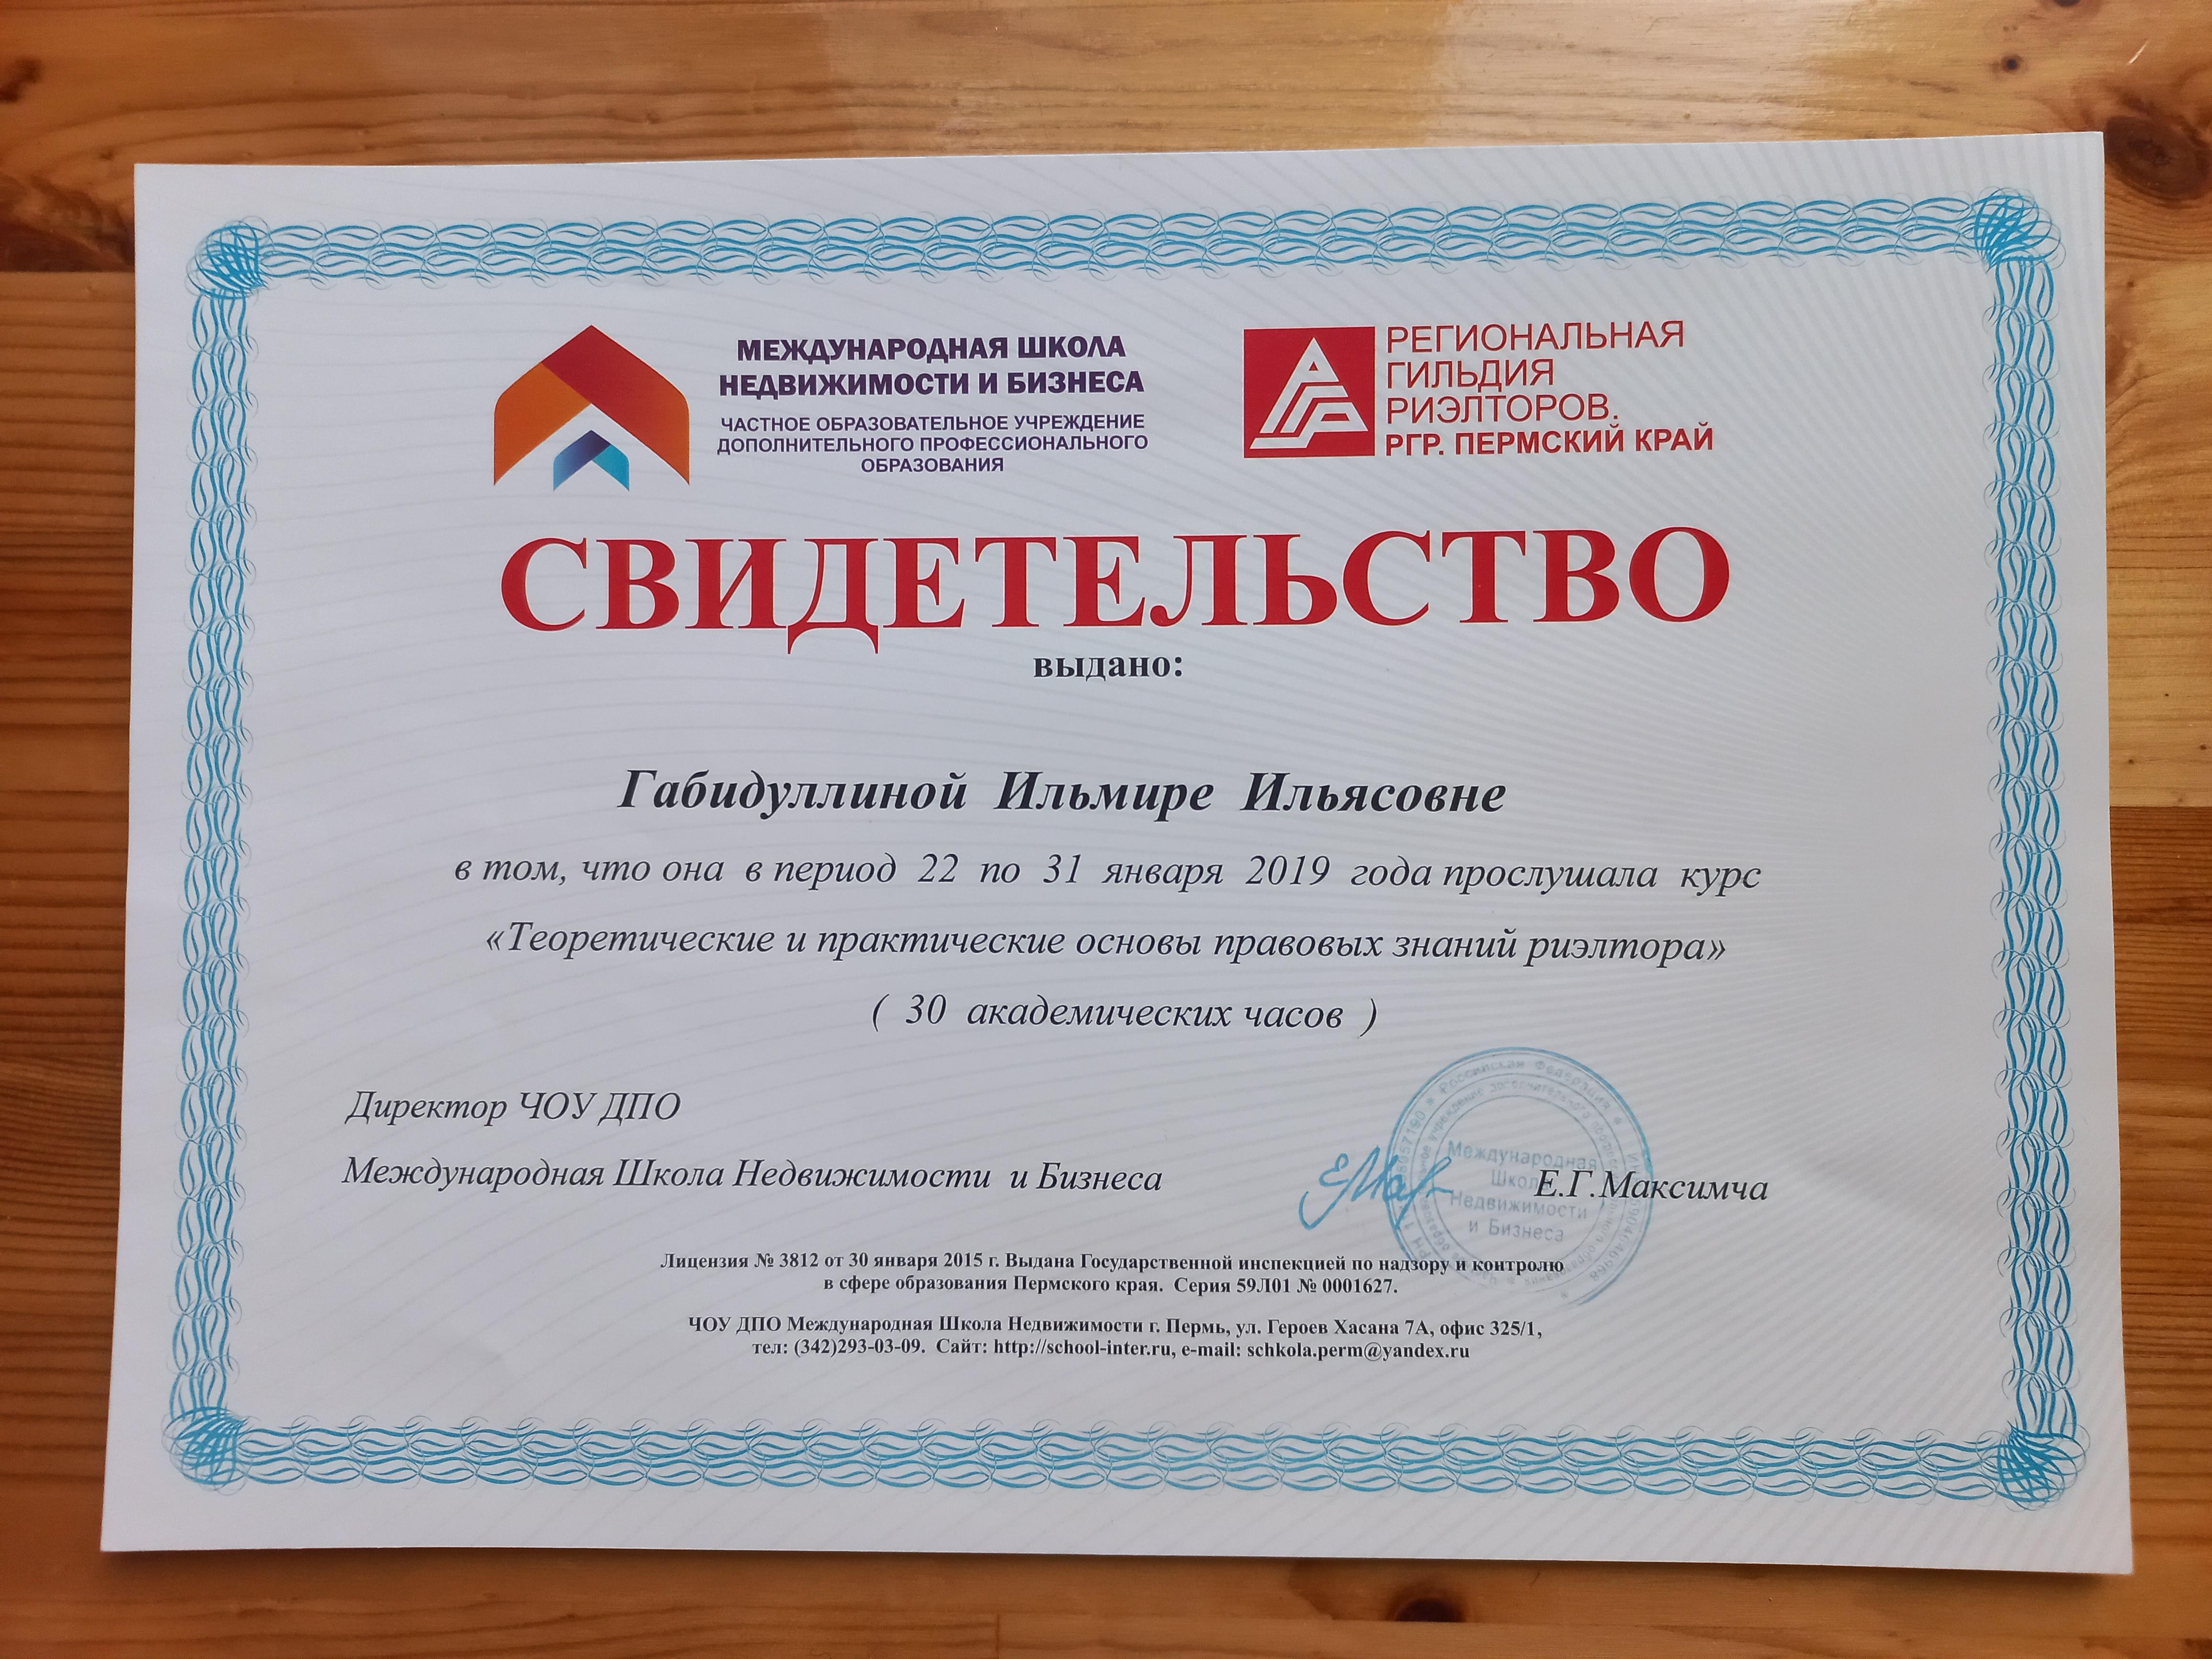 МЕЖДУНАРОДНАЯ ШКОЛА
НЕДВИЖИМОСТИ И БИЗНЕСА
ЧАСТНОЕ ОБРАЗОВАТЕЛЬНОЕ УЧРЕЖДЕНИЕ
ДОПОЛНИТЕЛЬНОГО ПРОФЕССИОНАЛЬНОГО
ОБРАЗОВАНИЯ
РЕГИОНАЛЬНАЯ
ГИЛЬДИЯ
РИЭЛТОРОВ.
РГР. ПЕРМСКИЙ КРАЙ
СВИДЕТЕЛЬСТВО
выдано:
Габидуллиной Ильмире Ильясовне
в том, что она в период 22 по 31 января 2019 года прослушала курс
«Теоретические и практические основы правовых знаний риэлтора»
( 30 академических часов )
Директор ЧОУ ДПО
Международная Школа Недвижимости и Бизнеса
Е.Г.Максимча
Российская Федерация
Международная
Школа
Недвижимости
и Бизнеса
Лицензия № 3812 от 30 января 2015 г. Выдана Государственной инспекцией по надзору и контролю
в сфере образования Пермского края. Серия 59Л01 № 0001627.
ЧОУ ДПО Международная Школа Недвижимости г. Пермь, ул. Героев Хасана 7А, офис 325/1,
тел: (342)293-03-09. Сайт: http://school-inter.ru, e-mail: schkola.perm@yandex.ru